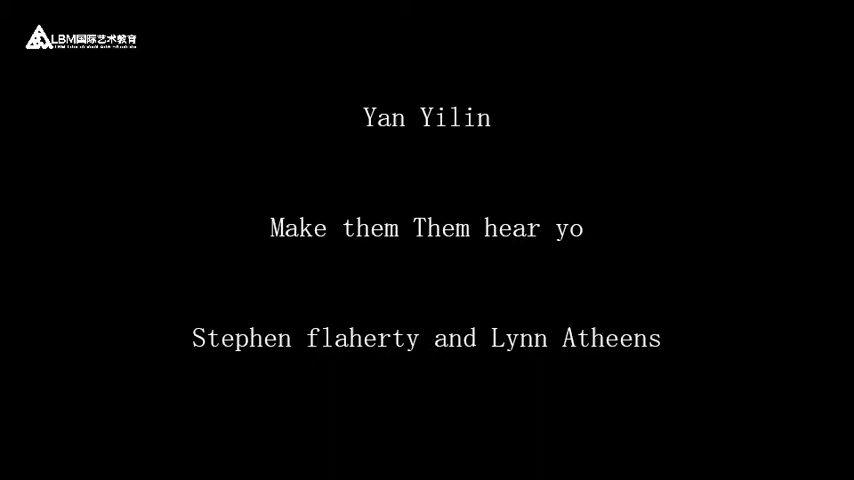 LBM国际艺术教育
Yan Yilin
Make them Them hear yo
Stephen flaherty and Lynn Atheens